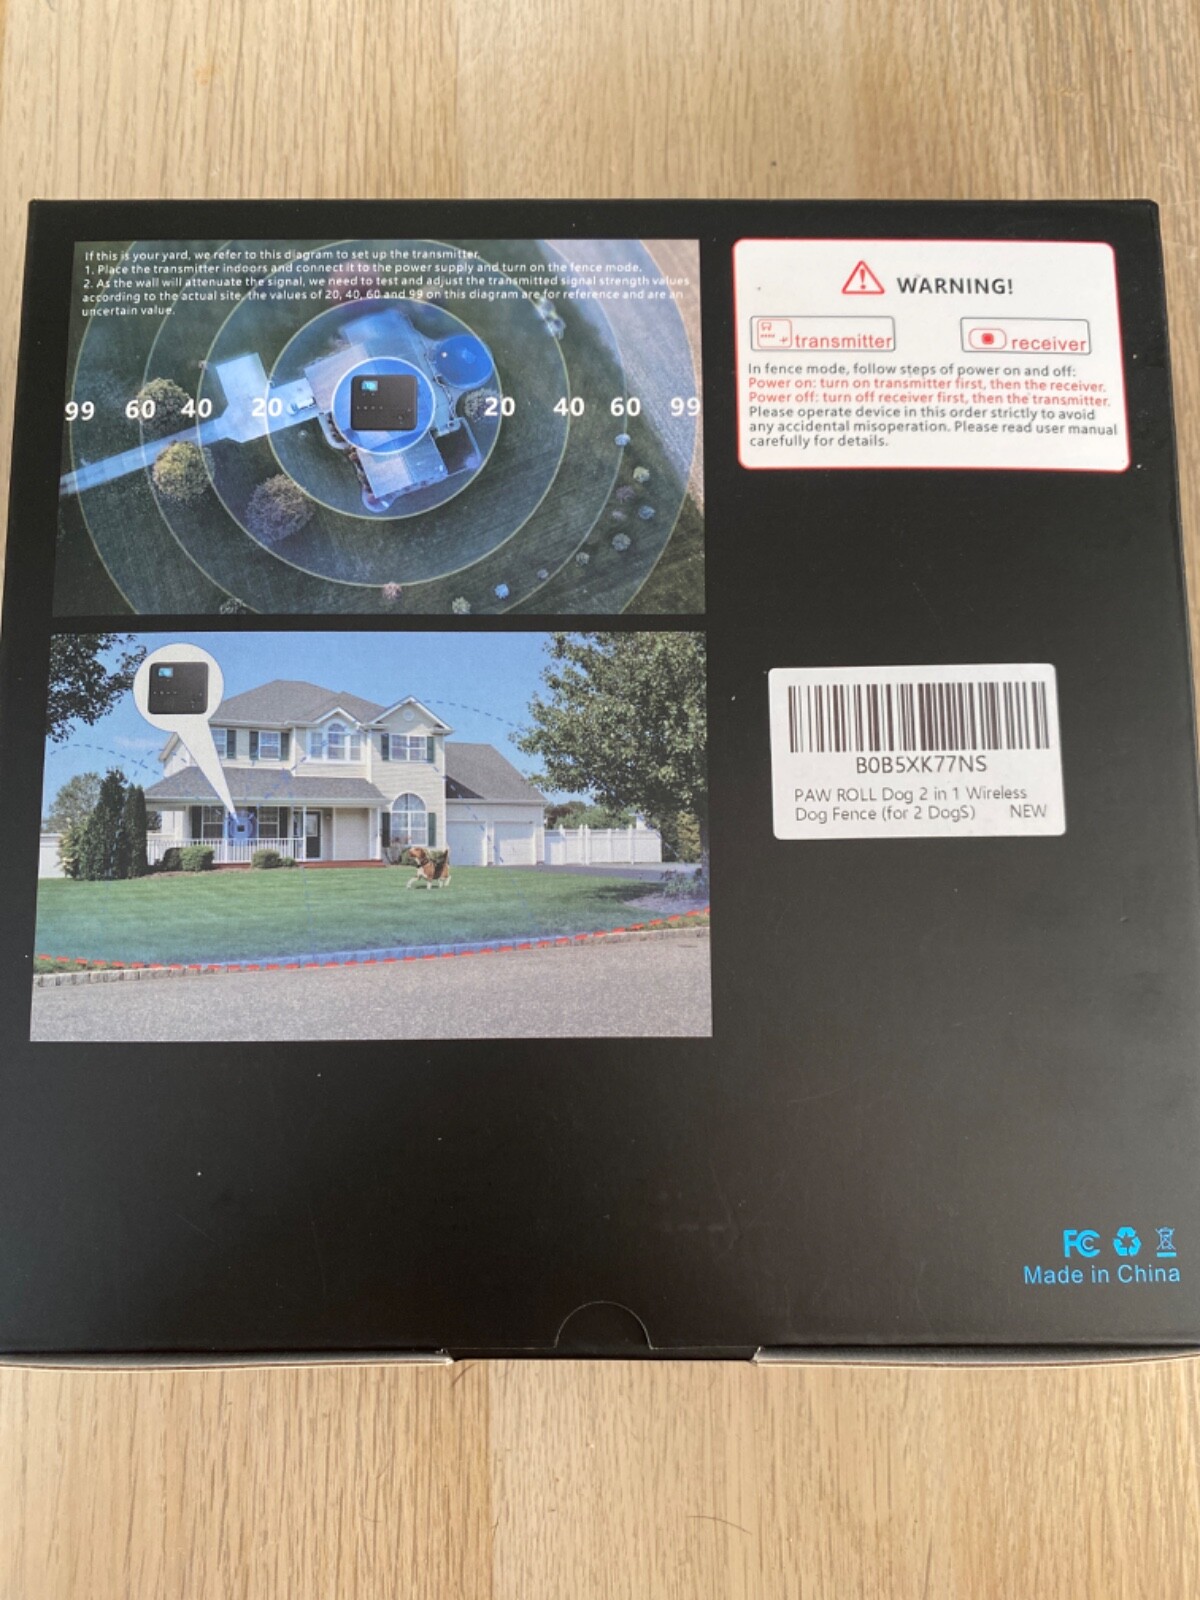 If this is your yard, we refer to this diagram to set up the transmitter.
1. Place the transmitter indoors and connect it to the power supply and turn on the fence mode.
2. As the wall will attenuate the signal, we need to test and adjust the transmitted signal strength values
according to the actual site, the values of 20, 40, 60 and 99 on this diagram are for reference and are an
uncertain value.
99 60 40 20 20 40 60 99
WARNING!
transmitter
receiver
In fence mode, follow steps of power on and off:
Power on: turn on transmitter first, then the receiver.
Power off: turn off receiver first, then the transmitter.
Please operate device in this order strictly to avoid
any accidental misoperation. Please read user manual
carefully for details.
B0B5XK77NS
PAW ROLL Dog 2 in 1 Wireless
Dog Fence (for 2 DogS) NEW
FC
Made in China